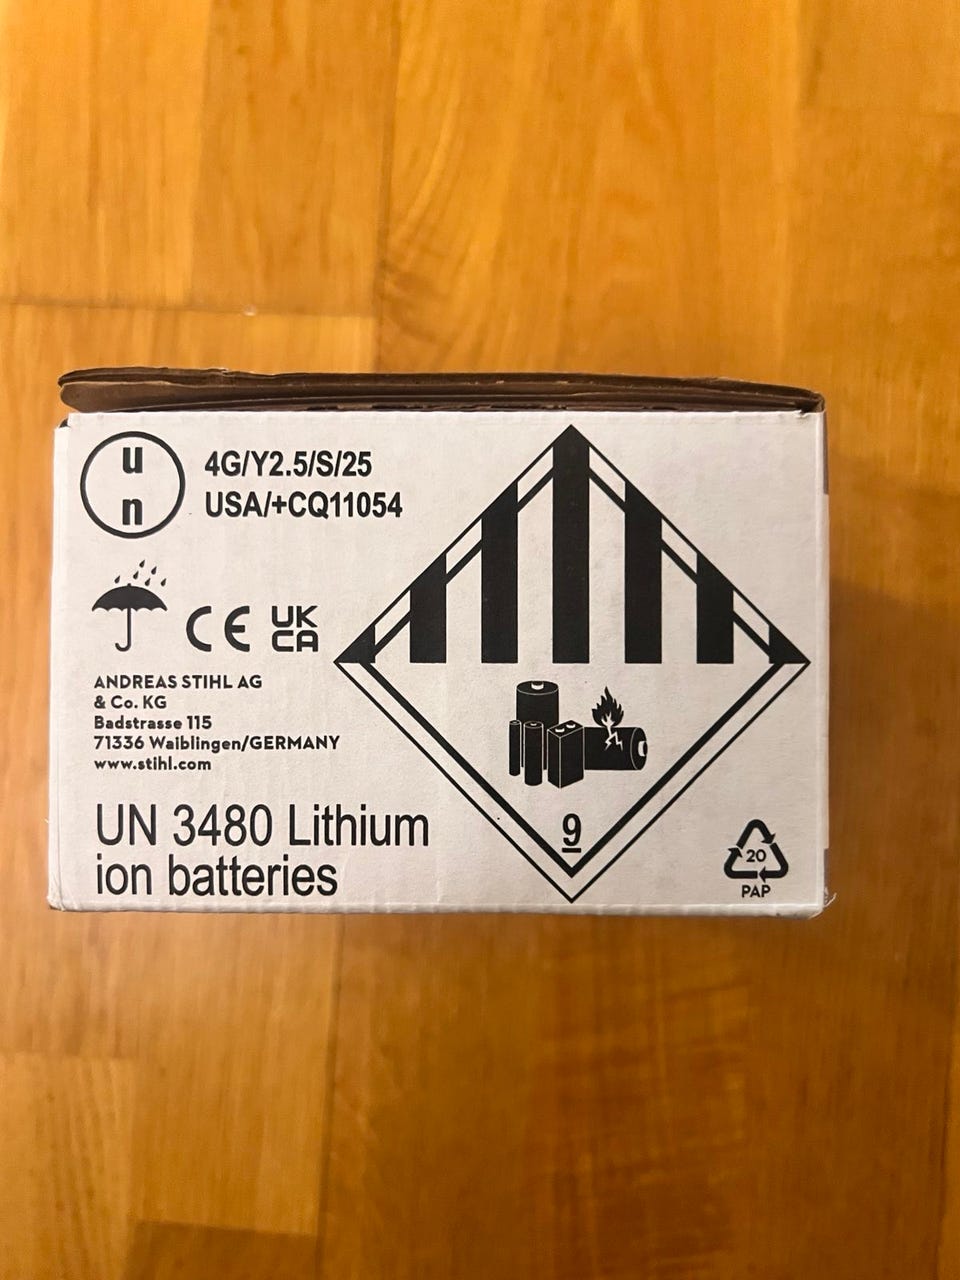 u
n
4G/Y2.5/S/25
USA/+CQ11054
CE
UK
CA
ANDREAS STIHL AG
& Co. KG
Badstrasse 115
71336 Waiblingen/GERMANY
www.stihl.com
UN 3480 Lithium
ion batteries
9
20
PAP